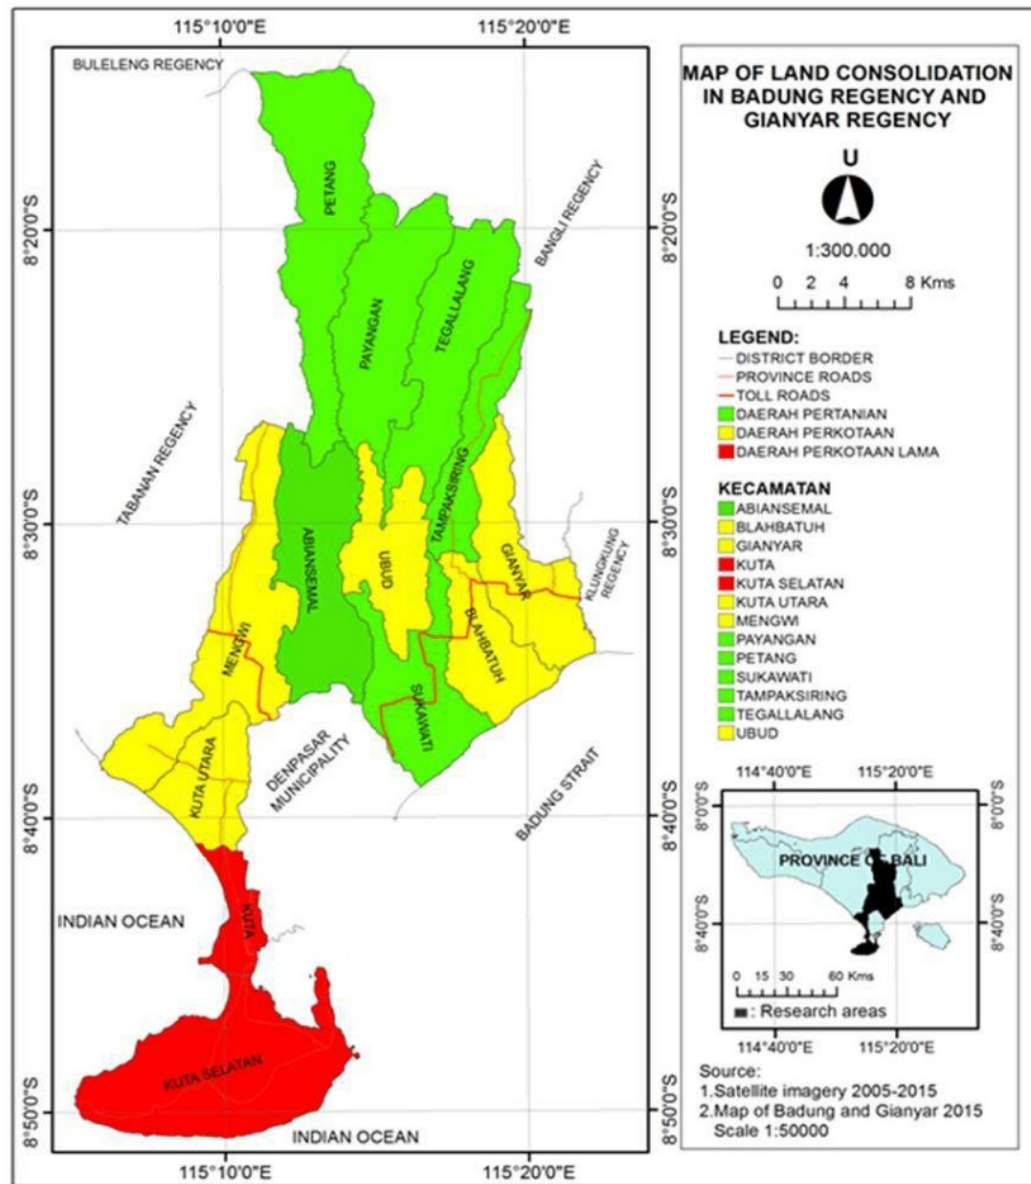 115°10'0"E
115°20'0"E
BULELENG REGENCY
PETANG
BANGLI REGENCY
8°20'0"S
8°20'0"S
PAYANGAN
TEGALLALANG
TABANAN REGENCY
TAMPAKSIRING
8°30'0"S
8°30'0"S
ABIANSEMAL
UBUD
GIANYAR
KLUNGKUNG
REGENCY
MENGWI
BLAHBATUH
SUKAWATI
KUTA UTARA
DENPASAR
MUNICIPALITY
BADUNG STRAIT
8°40'0"S
8°40'0"S
INDIAN OCEAN
KUTA
KUTA SELATAN
8°50'0"S
8°50'0"S
INDIAN OCEAN
115°10'0"E
115°20'0"E
MAP OF LAND CONSOLIDATION
IN BADUNG REGENCY AND
GIANYAR REGENCY
U
1:300.000
0 2 4 8 Kms
LEGEND:
DISTRICT BORDER
PROVINCE ROADS
TOLL ROADS
DAERAH PERTANIAN
DAERAH PERKOTAAN
DAERAH PERKOTAAN LAMA
KECAMATAN
ABIANSEMAL
BLAHBATUH
GIANYAR
KUTA
KUTA SELATAN
KUTA UTARA
MENGWI
PAYANGAN
PETANG
SUKAWATI
TAMPAKSIRING
TEGALLALANG
UBUD
114°40'0"E
115°20'0"E
8°0'0"S
8°0'0"S
PROVINCE OF BALI
8°40'0"S
8°40'0"S
0 15 30 60 Kms
: Research areas
114°40'0"E
115°20'0"E
Source:
1.Satellite imagery 2005-2015
2.Map of Badung and Gianyar 2015
Scale 1:50000